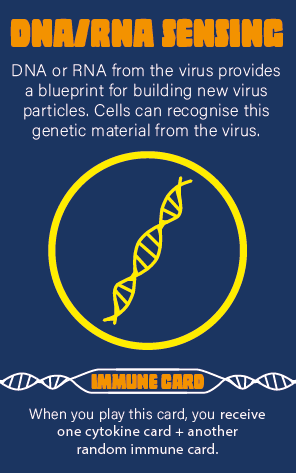 DNA/RNA SENSING
DNA or RNA from the virus provides
a blueprint for building new virus
particles. Cells can recognise this
genetic material from the virus.
IMMUNE CARD
When you play this card, you receive
one cytokine card + another
random immune card.